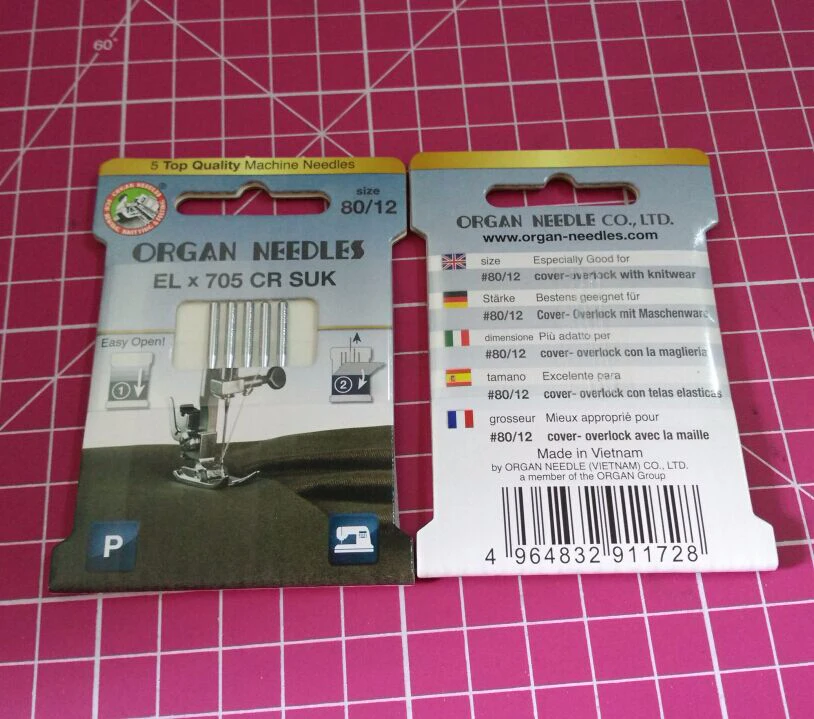 60°
5 Top Quality Machine Needles
ORGAN NEEDLES
size
80/12
ORGAN NEEDLES
EL x 705 CR SUK
Easy Open!
1
2
P
ORGAN NEEDLE CO., LTD.
www.organ-needles.com
size Especially Good for
#80/12 cover-overlock with knitwear
Stärke Bestens geeignet für
#80/12 Cover- Overlock mit Maschenware
dimensione Più adatto per
#80/12 cover- overlock con la maglieria
tamano Excelente para
#80/12 cover- overlock con telas elasticas
grosseur Mieux approprié pour
#80/12 cover- overlock avec la maille
Made in Vietnam
by ORGAN NEEDLE (VIETNAM) CO., LTD.
a member of the ORGAN Group
4 964832 911728